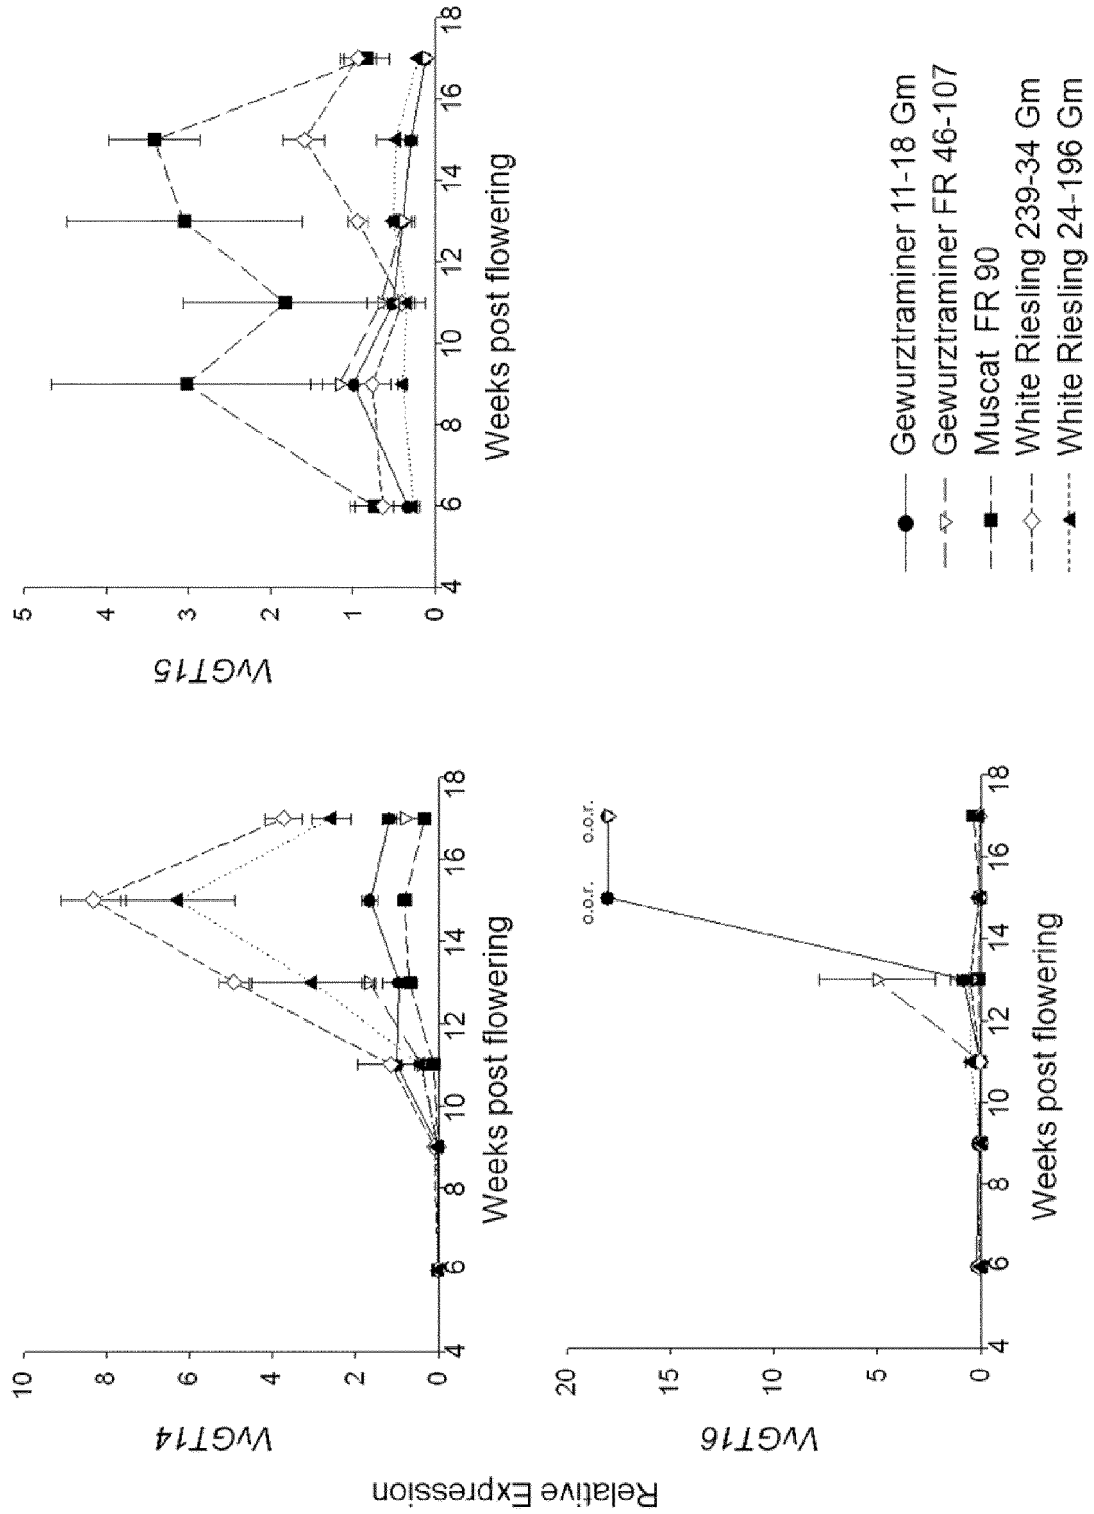 Relative Expression
VvGT14
10
8
6
4
2
0
4
6
8
10
12
14
16
18
Weeks post flowering
VvGT15
5
4
3
2
1
0
4
6
8
10
12
14
16
18
Weeks post flowering
VvGT16
20
15
10
5
0
4
6
8
10
12
14
16
18
o.o.r.
o.o.r.
Weeks post flowering
Gewurztraminer 11-18 Gm
Gewurztraminer FR 46-107
Muscat FR 90
White Riesling 239-34 Gm
White Riesling 24-196 Gm